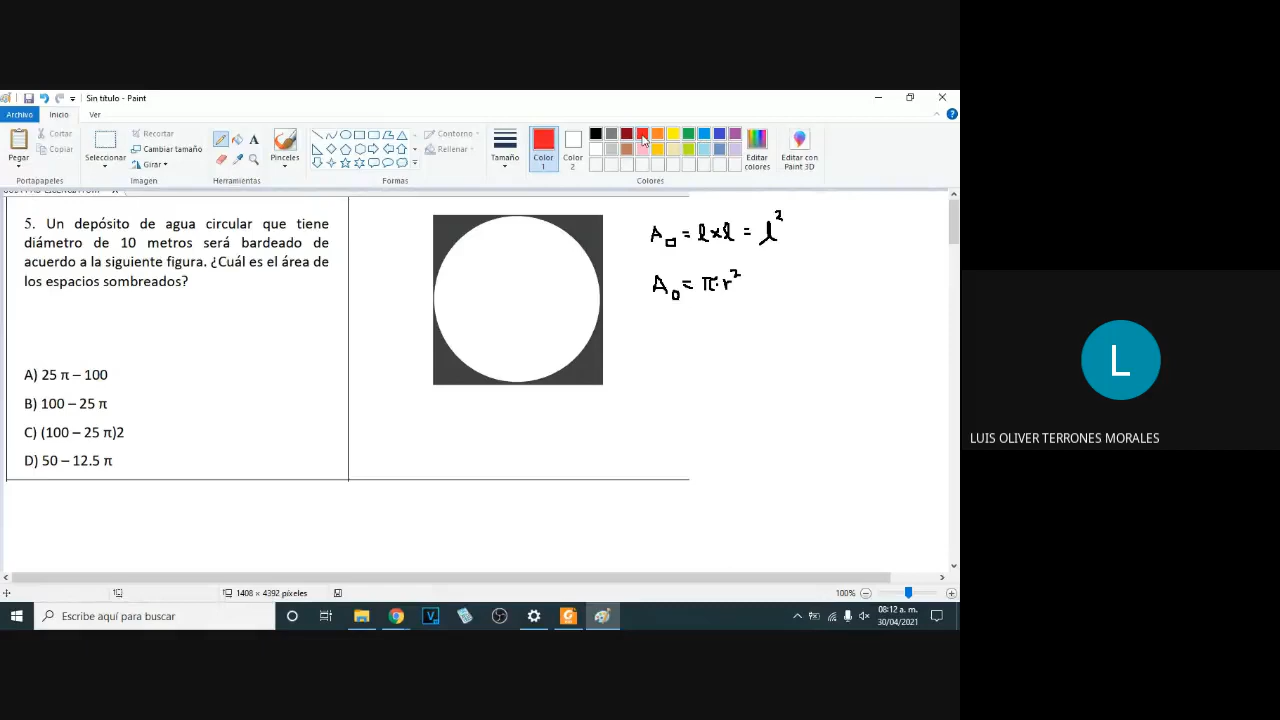 Sin título - Paint
Archivo Inicio Ver
Pegar
Cortar
Copiar
Portapapeles
Seleccionar
Recortar
Cambiar tamaño
Girar
Imagen
A
Herramientas
Pinceles
Contorno
Rellenar
Formas
Tamaño
Color 1
Color 2
Editar colores
Editar con Paint 3D
Colores
5. Un depósito de agua circular que tiene
diámetro de 10 metros será bardeado de
acuerdo a la siguiente figura. ¿Cuál es el área de
los espacios sombreados?
A) 25 π – 100
B) 100 – 25 π
C) (100 – 25 π)2
D) 50 – 12.5 π
A□ = l×l = l²
A○ = π·r²
L
LUIS OLIVER TERRONES MORALES
1408 × 4392 píxeles
100%
Escribe aquí para buscar
V
08:12 a. m.
30/04/2021